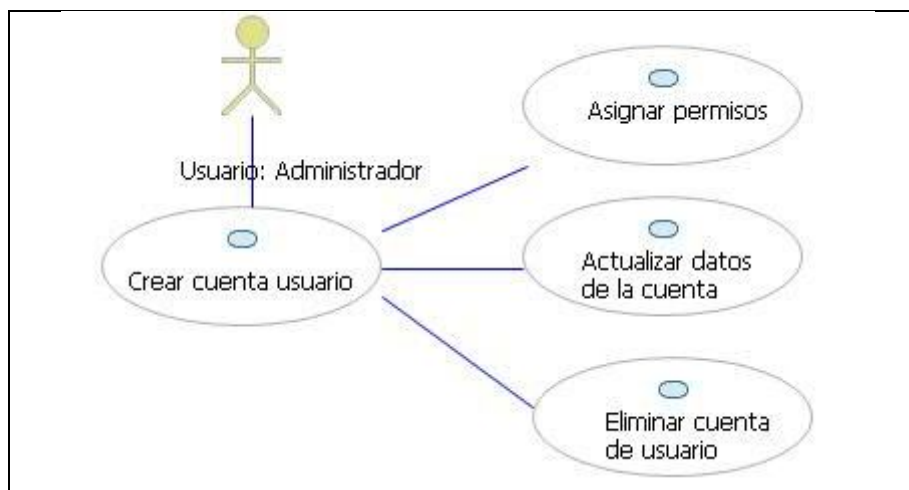 Asignar permisos
Usuario: Administrador
Crear cuenta usuario
Actualizar datos
de la cuenta
Eliminar cuenta
de usuario